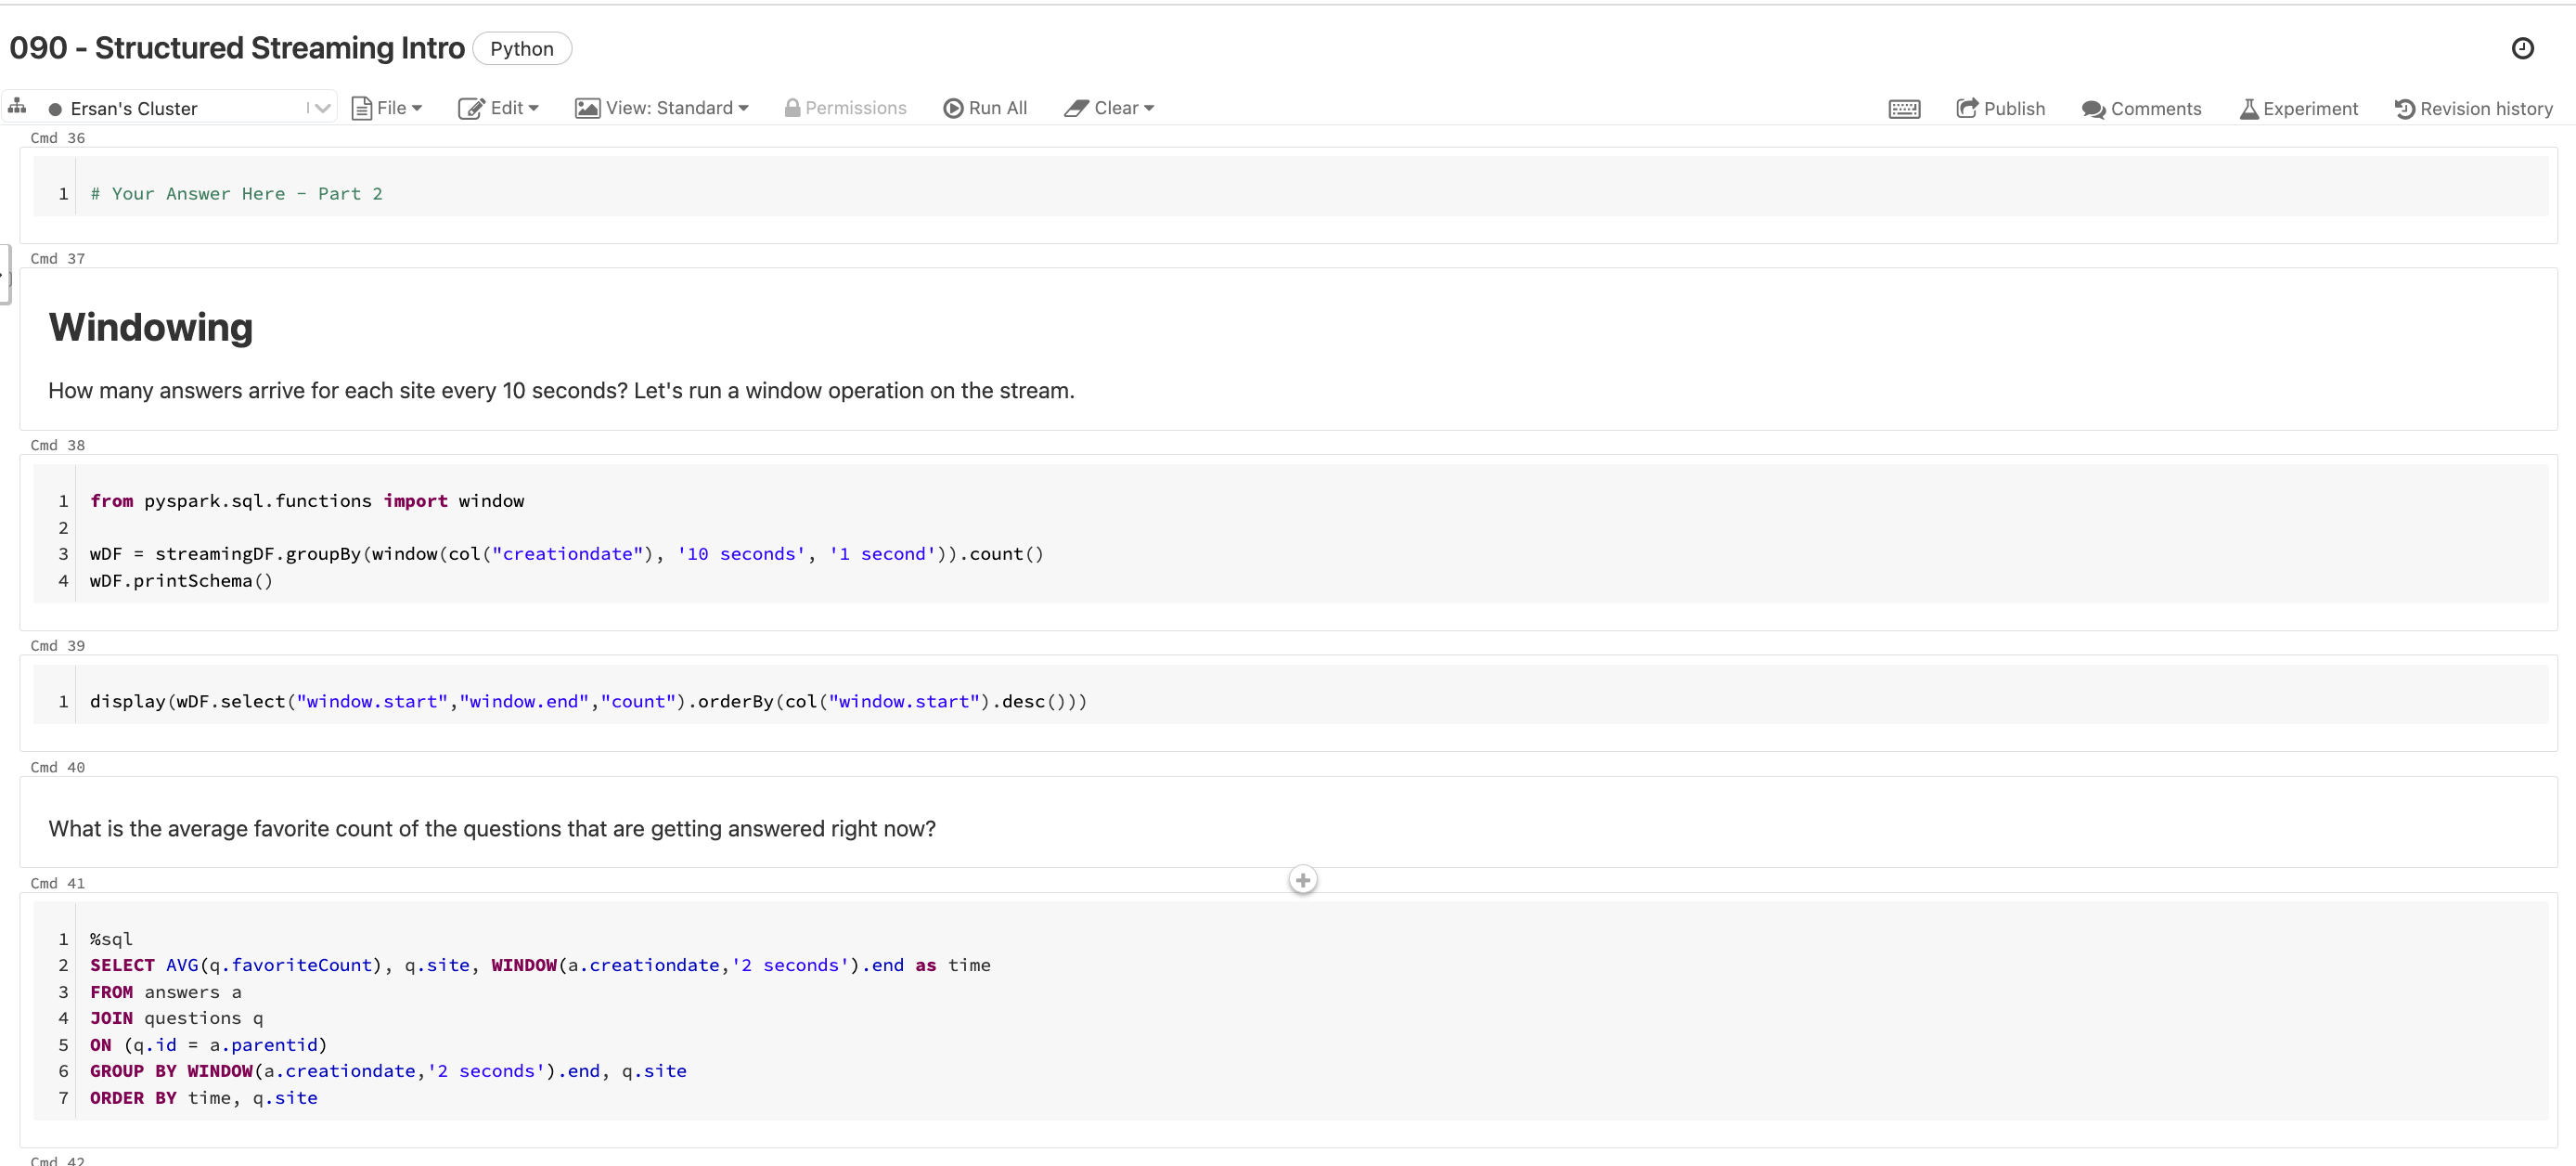 090 - Structured Streaming Intro Python
Ersan's Cluster File Edit View: Standard Permissions Run All Clear Publish Comments Experiment Revision history
Cmd 36
1 # Your Answer Here - Part 2
Cmd 37
Windowing
How many answers arrive for each site every 10 seconds? Let's run a window operation on the stream.
Cmd 38
1 from pyspark.sql.functions import window
2
3 wDF = streamingDF.groupBy(window(col("creationdate"), '10 seconds', '1 second')).count()
4 wDF.printSchema()
Cmd 39
1 display(wDF.select("window.start","window.end","count").orderBy(col("window.start").desc()))
Cmd 40
What is the average favorite count of the questions that are getting answered right now?
Cmd 41
1 %sql
2 SELECT AVG(q.favoriteCount), q.site, WINDOW(a.creationdate,'2 seconds').end as time
3 FROM answers a
4 JOIN questions q
5 ON (q.id = a.parentid)
6 GROUP BY WINDOW(a.creationdate,'2 seconds').end, q.site
7 ORDER BY time, q.site
Cmd 42